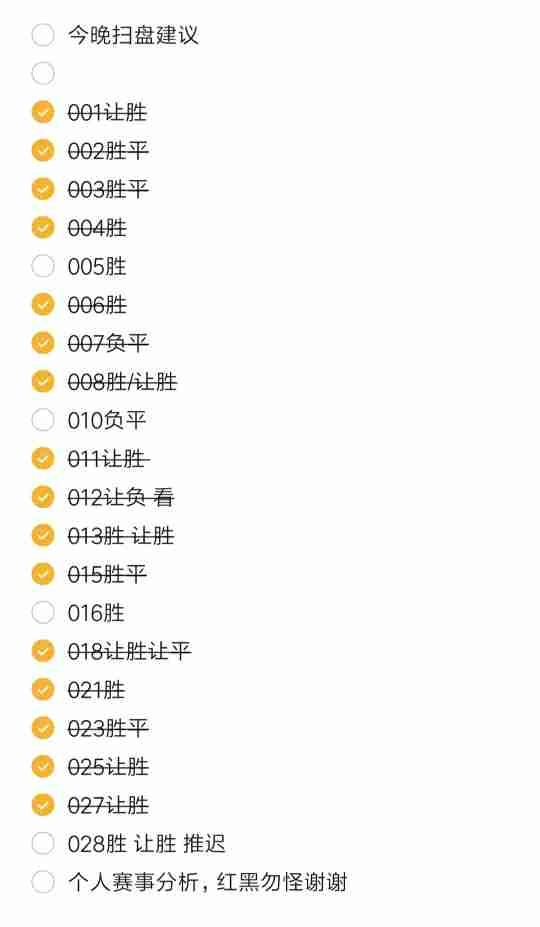 今晚扫盘建议
001让胜
002胜平
003胜平
004胜
005胜
006胜
007负平
008胜/让胜
010负平
011让胜
012让负 看
013胜 让胜
015胜平
016胜
018让胜让平
021胜
023胜平
025让胜
027让胜
028胜 让胜 推迟
个人赛事分析，红黑勿怪谢谢